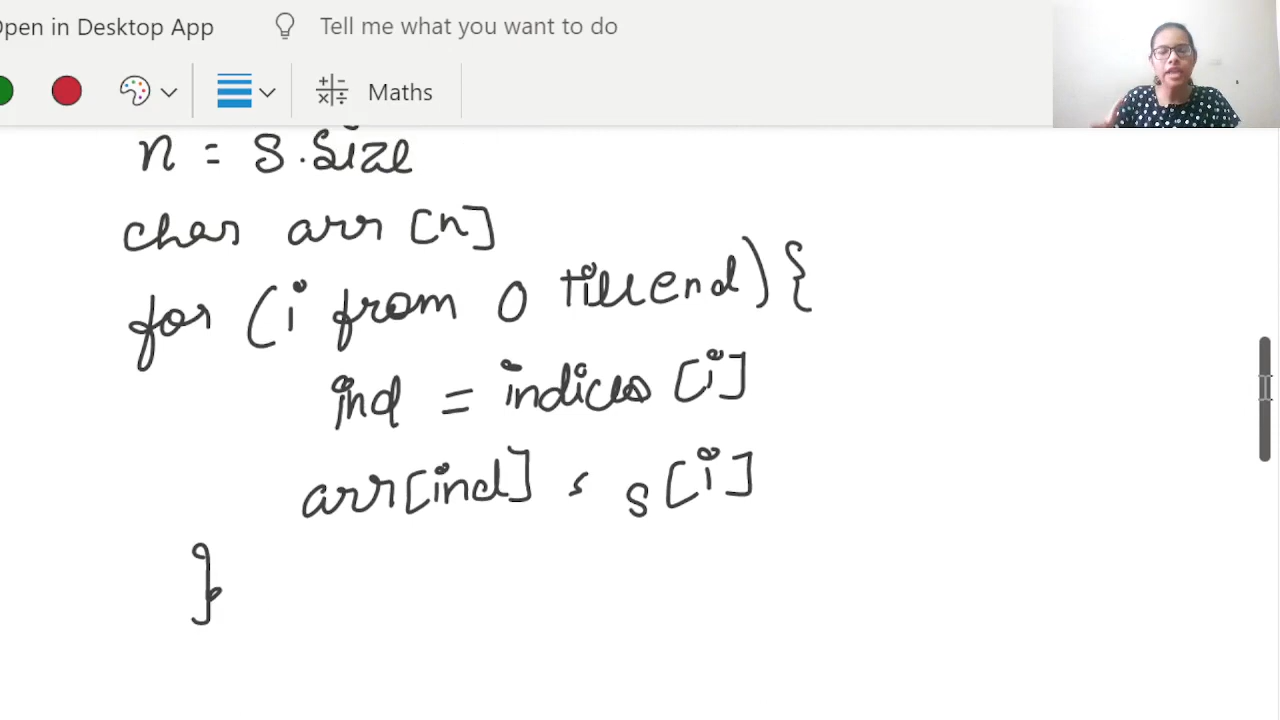 Open in Desktop App
Tell me what you want to do
Maths
n = s.size
char arr [n]
for (i from 0 till end) {
ind = indices [i]
arr[ind] = s[i]
}